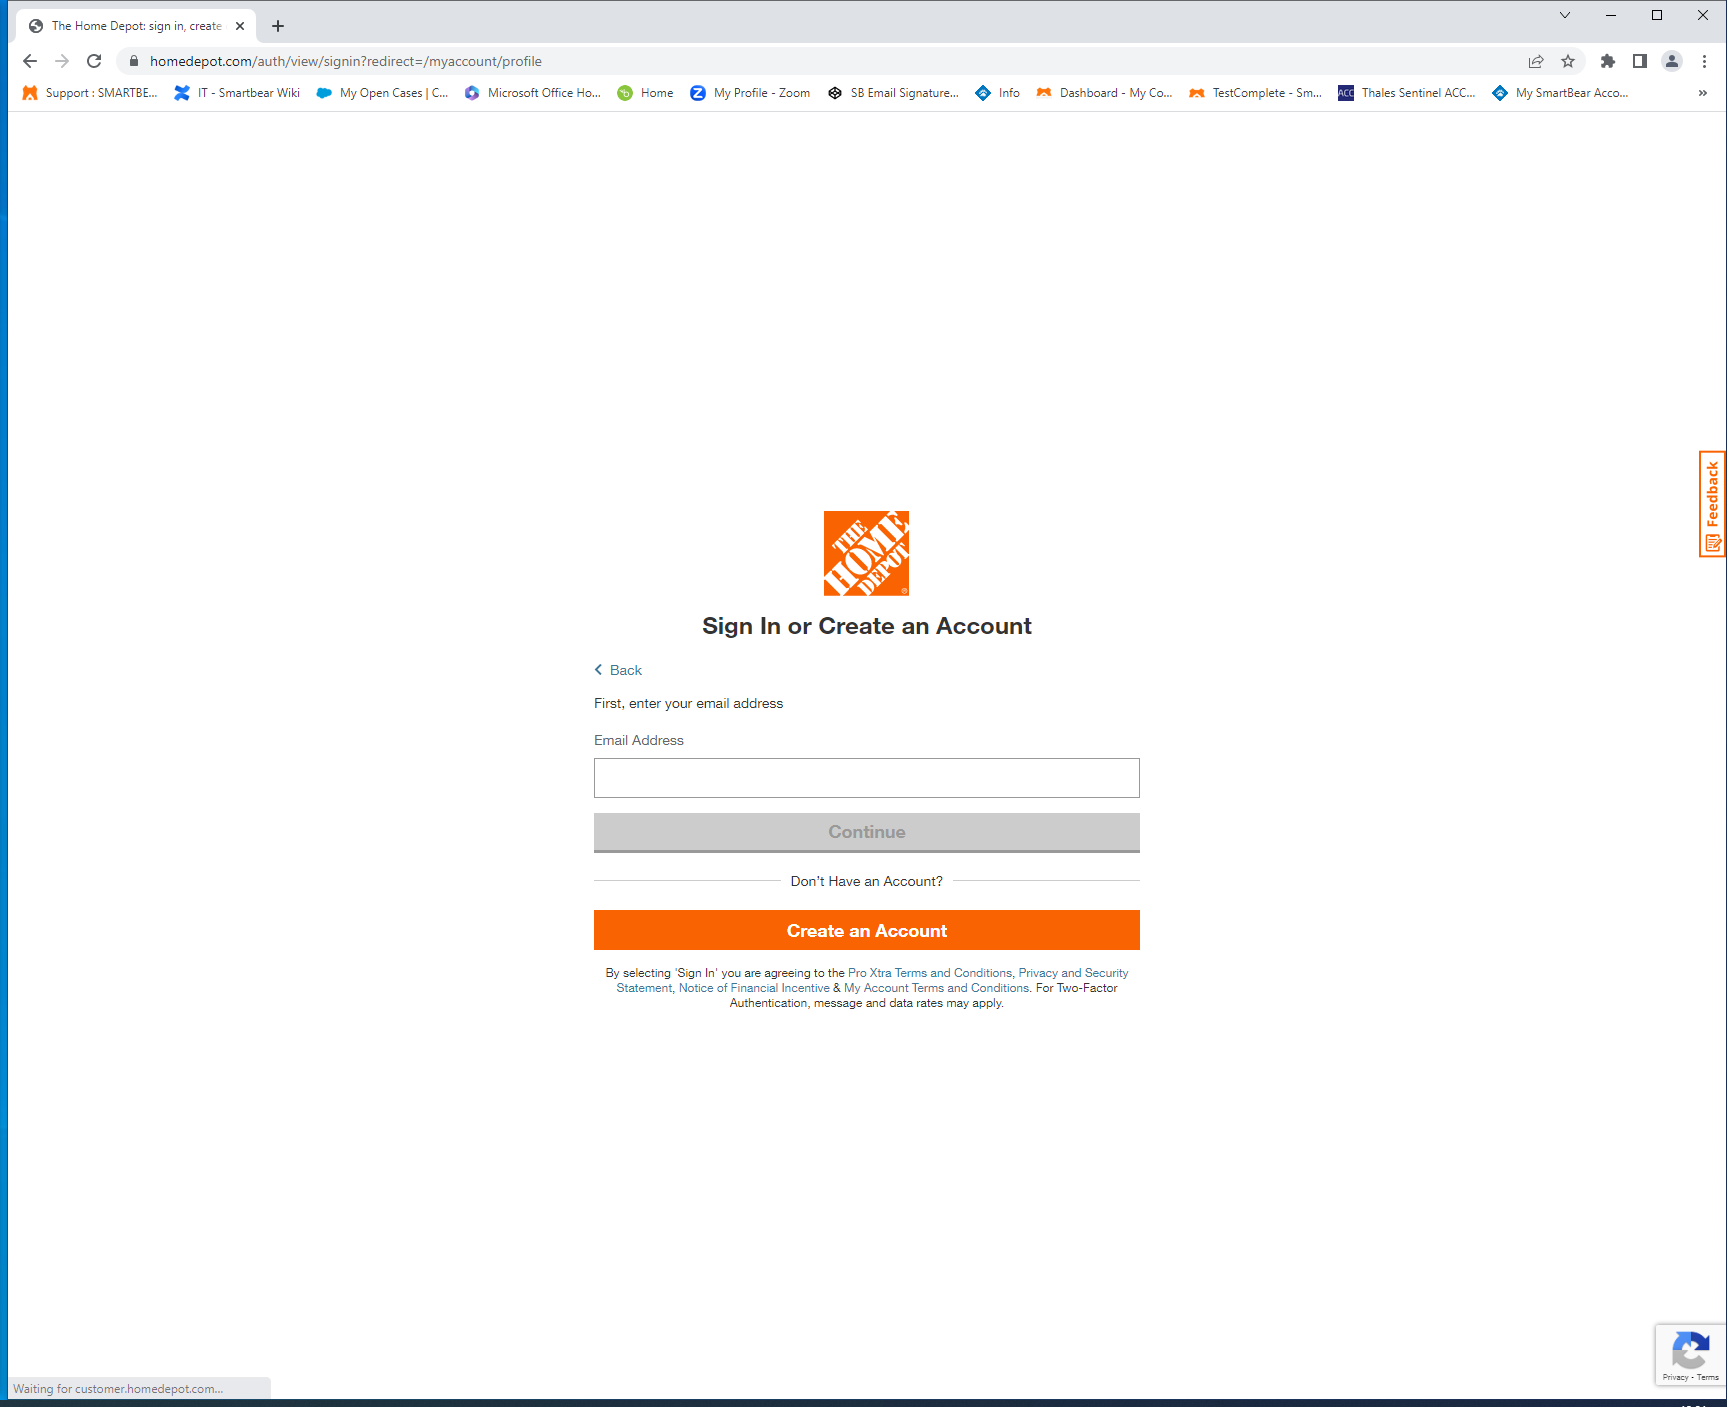 The Home Depot: sign in, create
homedepot.com/auth/view/signin?redirect=/myaccount/profile
Support : SMARTBE...
IT - Smartbear Wiki
My Open Cases | C...
Microsoft Office Ho...
Home
My Profile - Zoom
SB Email Signature...
Info
Dashboard - My Co...
TestComplete - Sm...
ACC
Thales Sentinel ACC...
My SmartBear Acco...
Feedback
THE
HOME
DEPOT
Sign In or Create an Account
Back
First, enter your email address
Email Address
Continue
Don't Have an Account?
Create an Account
By selecting 'Sign In' you are agreeing to the Pro Xtra Terms and Conditions, Privacy and Security
Statement, Notice of Financial Incentive & My Account Terms and Conditions. For Two-Factor
Authentication, message and data rates may apply.
Privacy - Terms
Waiting for customer.homedepot.com...